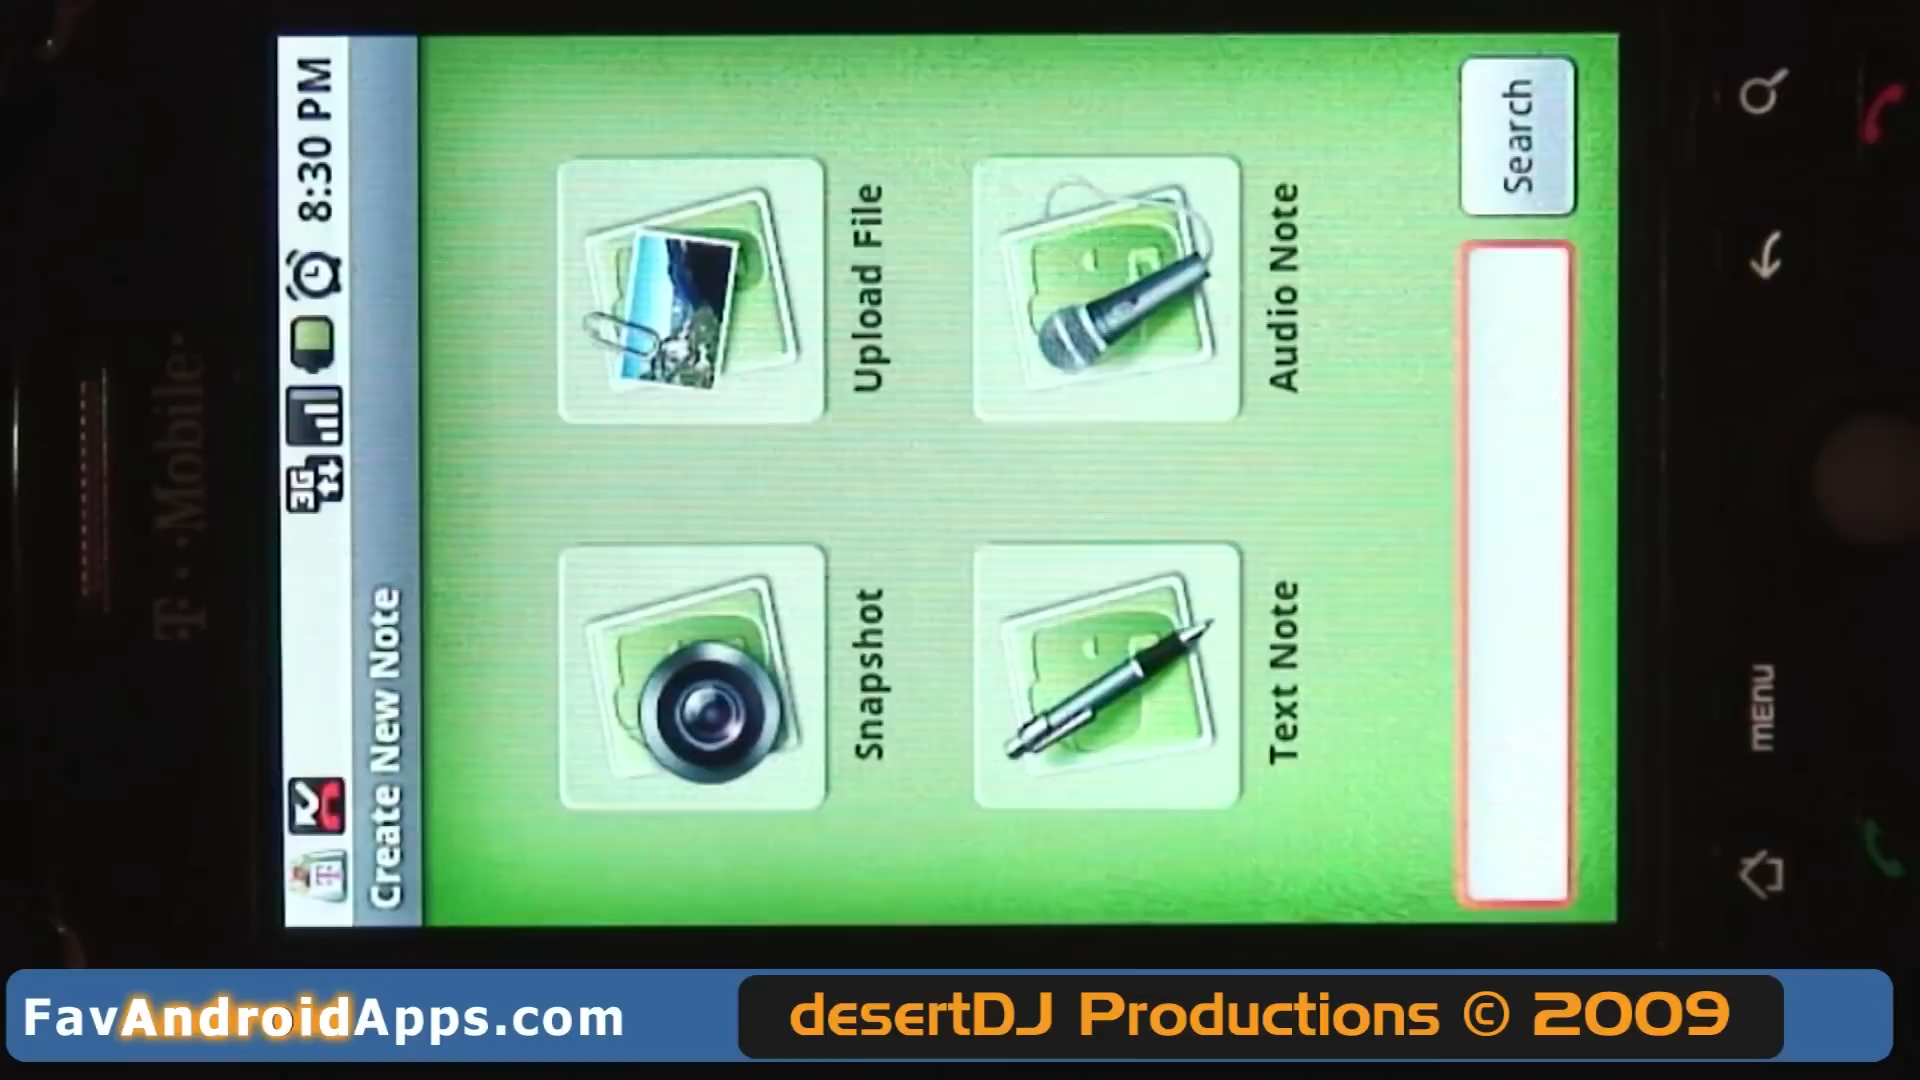 T··Mobile·
3G
8:30 PM
Create New Note
Snapshot
Upload File
Text Note
Audio Note
Search
menu
FavAndroidApps.com
desertDJ Productions © 2009